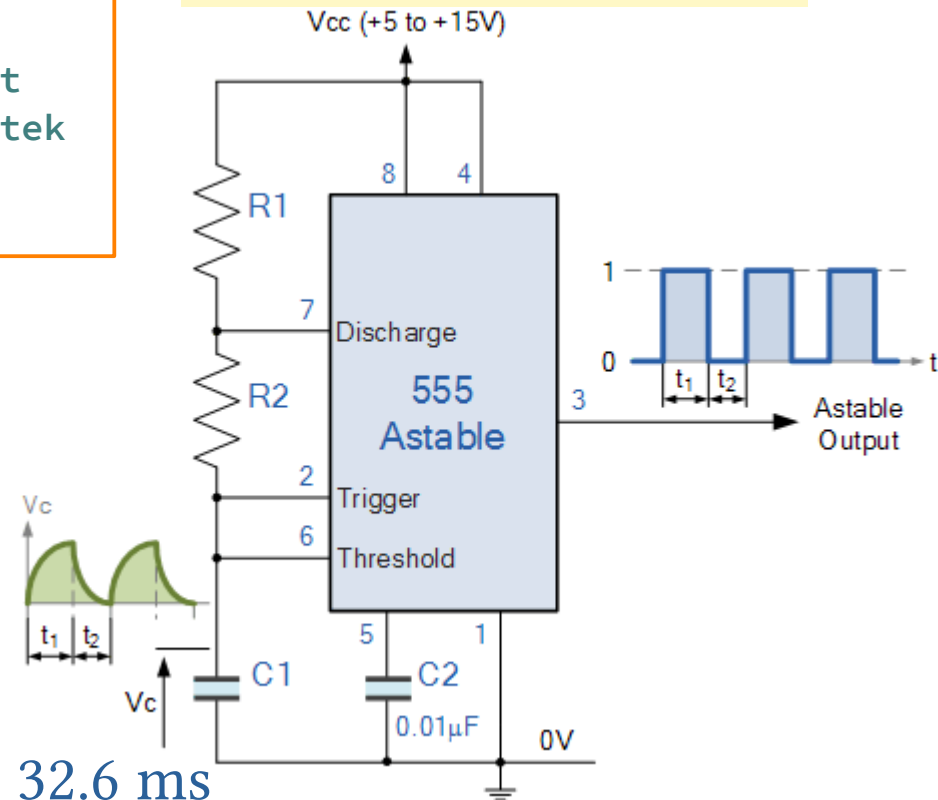 Vcc (+5 to +15V)
t
tek
8
4
R1
7
Discharge
R2
555
Astable
3
1
0
t
t1
t2
Astable
Output
2
Trigger
6
Threshold
Vc
t1
t2
Vc
5
1
C1
C2
0.01μF
0V
32.6 ms